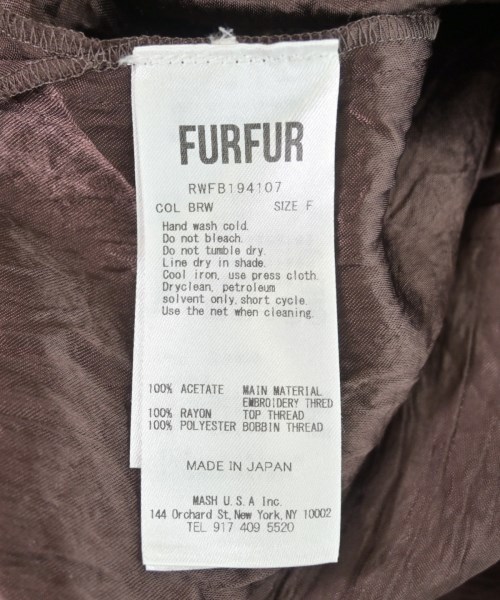 FURFUR
RWFB194107
COL BRW SIZE F
Hand wash cold.
Do not bleach.
Do not tumble dry.
Line dry in shade.
Cool iron, use press cloth.
Dryclean, petroleum
solvent only, short cycle.
Use the net when cleaning.
100% ACETATE MAIN MATERIAL
EMBROIDERY THRED
100% RAYON TOP THREAD
100% POLYESTER BOBBIN THREAD
MADE IN JAPAN
MASH U.S.A Inc.
144 Orchard St, New York, NY 10002
TEL 917 409 5520